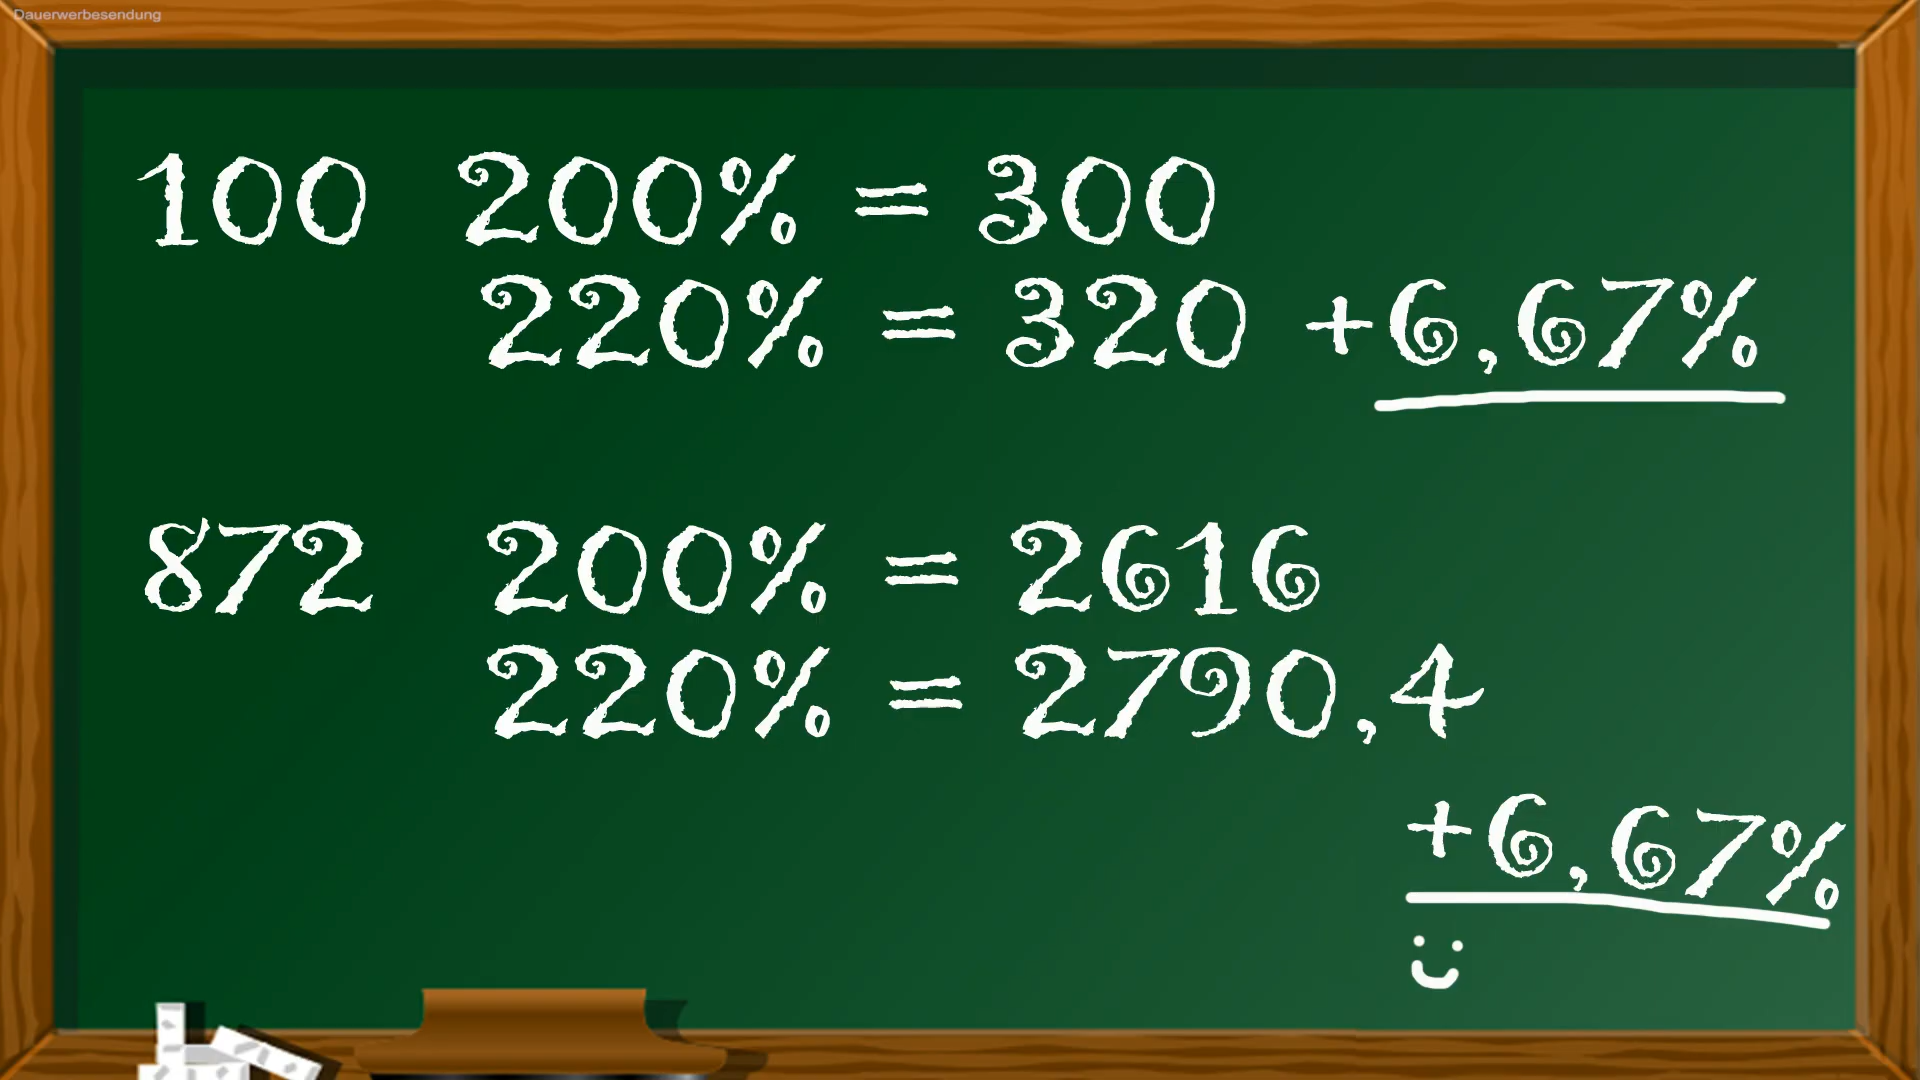 Dauerwerbesendung
100 200% = 300
220% = 320 +6,67%
872 200% = 2616
220% = 2790,4
+6,67%